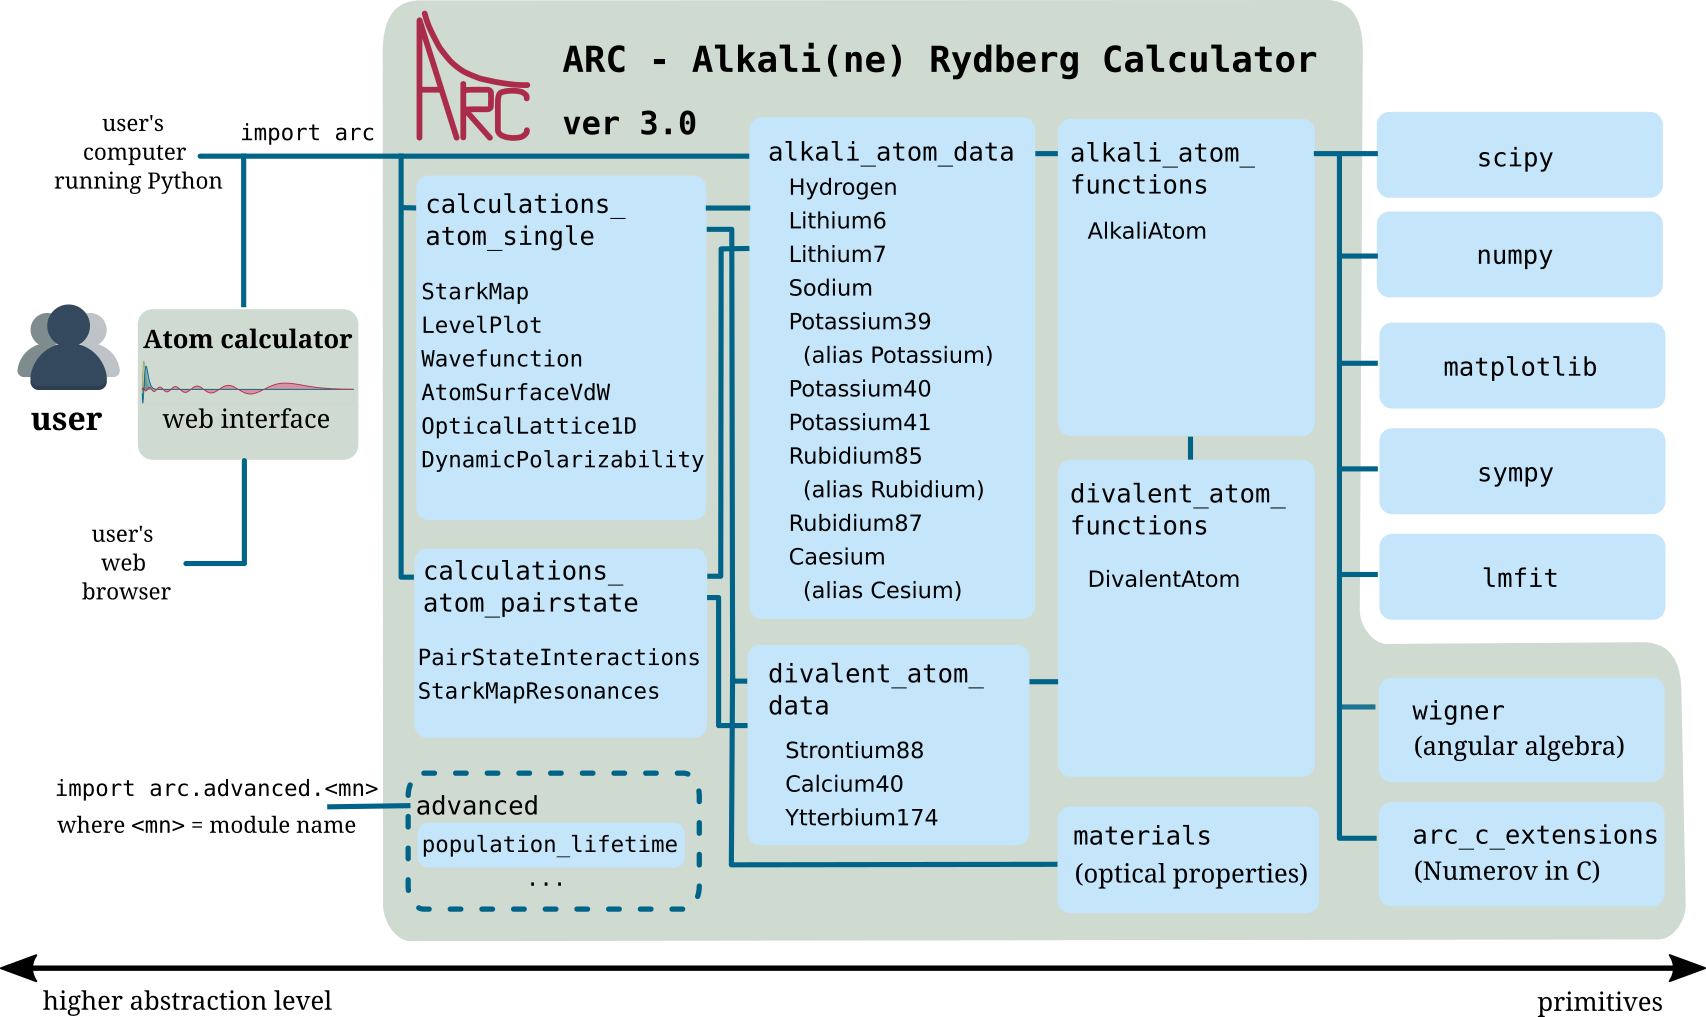 ARC
ARC - Alkali(ne) Rydberg Calculator
ver 3.0
user's
computer
running Python
import arc
Atom calculator
web interface
user
user's
web
browser
import arc.advanced.<mn>
where <mn> = module name
calculations_
atom_single
StarkMap
LevelPlot
Wavefunction
AtomSurfaceVdW
OpticalLattice1D
DynamicPolarizability
calculations_
atom_pairstate
PairStateInteractions
StarkMapResonances
advanced
population_lifetime
...
alkali_atom_data
Hydrogen
Lithium6
Lithium7
Sodium
Potassium39
(alias Potassium)
Potassium40
Potassium41
Rubidium85
(alias Rubidium)
Rubidium87
Caesium
(alias Cesium)
divalent_atom_
data
Strontium88
Calcium40
Ytterbium174
alkali_atom_
functions
AlkaliAtom
divalent_atom_
functions
DivalentAtom
materials
(optical properties)
scipy
numpy
matplotlib
sympy
lmfit
wigner
(angular algebra)
arc_c_extensions
(Numerov in C)
higher abstraction level
primitives